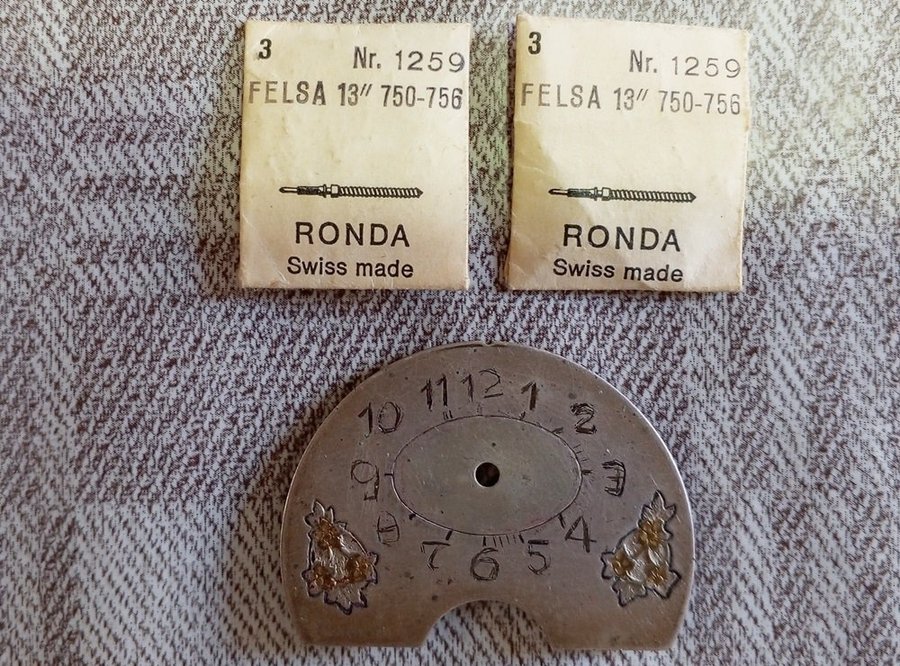 3
Nr. 1259
FELSA 13″ 750-756
RONDA
Swiss made
3
Nr. 1259
FELSA 13″ 750-756
RONDA
Swiss made
10 11 12 1 2
9 3
8 4
7 6 5